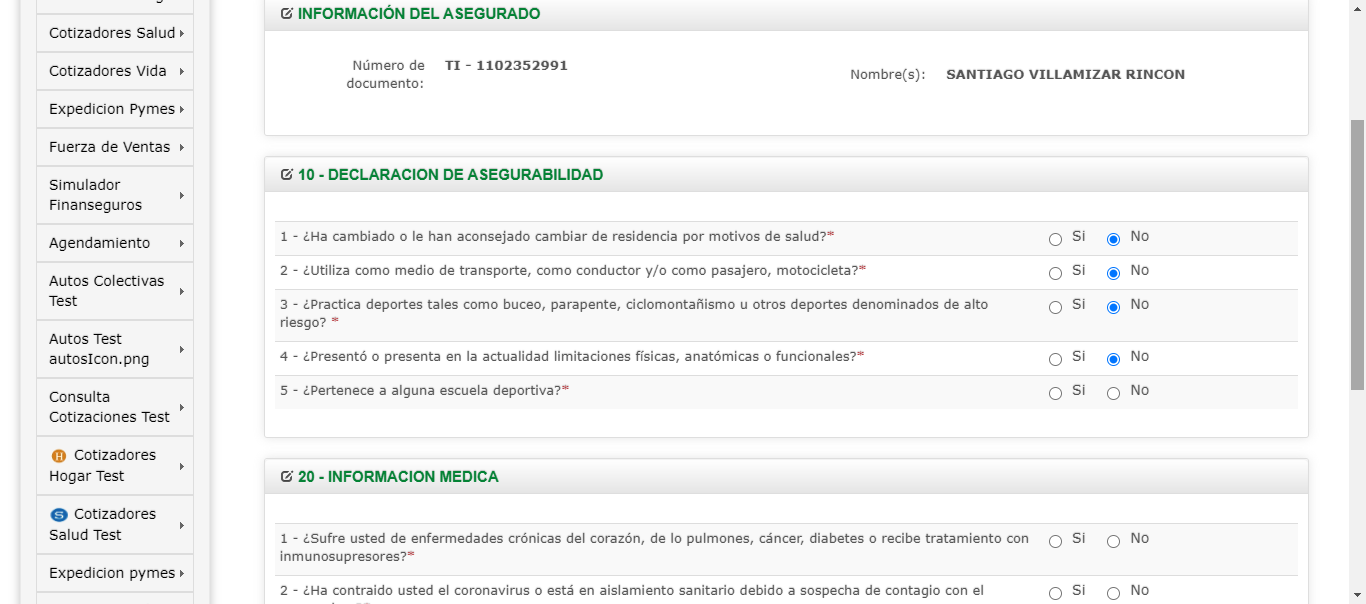 Cotizadores Salud
Cotizadores Vida
Expedicion Pymes
Fuerza de Ventas
Simulador
Finanseguros
Agendamiento
Autos Colectivas
Test
Autos Test
autosIcon.png
Consulta
Cotizaciones Test
H Cotizadores
Hogar Test
S Cotizadores
Salud Test
Expedicion pymes
INFORMACIÓN DEL ASEGURADO
Número de
documento:
TI - 1102352991
Nombre(s):
SANTIAGO VILLAMIZAR RINCON
10 - DECLARACION DE ASEGURABILIDAD
1 - ¿Ha cambiado o le han aconsejado cambiar de residencia por motivos de salud?* Si No
2 - ¿Utiliza como medio de transporte, como conductor y/o como pasajero, motocicleta?* Si No
3 - ¿Practica deportes tales como buceo, parapente, ciclomontañismo u otros deportes denominados de alto Si No
riesgo? *
4 - ¿Presentó o presenta en la actualidad limitaciones físicas, anatómicas o funcionales?* Si No
5 - ¿Pertenece a alguna escuela deportiva?* Si No
20 - INFORMACION MEDICA
1 - ¿Sufre usted de enfermedades crónicas del corazón, de lo pulmones, cáncer, diabetes o recibe tratamiento con Si No
inmunosupresores?*
2 - ¿Ha contraido usted el coronavirus o está en aislamiento sanitario debido a sospecha de contagio con el Si No